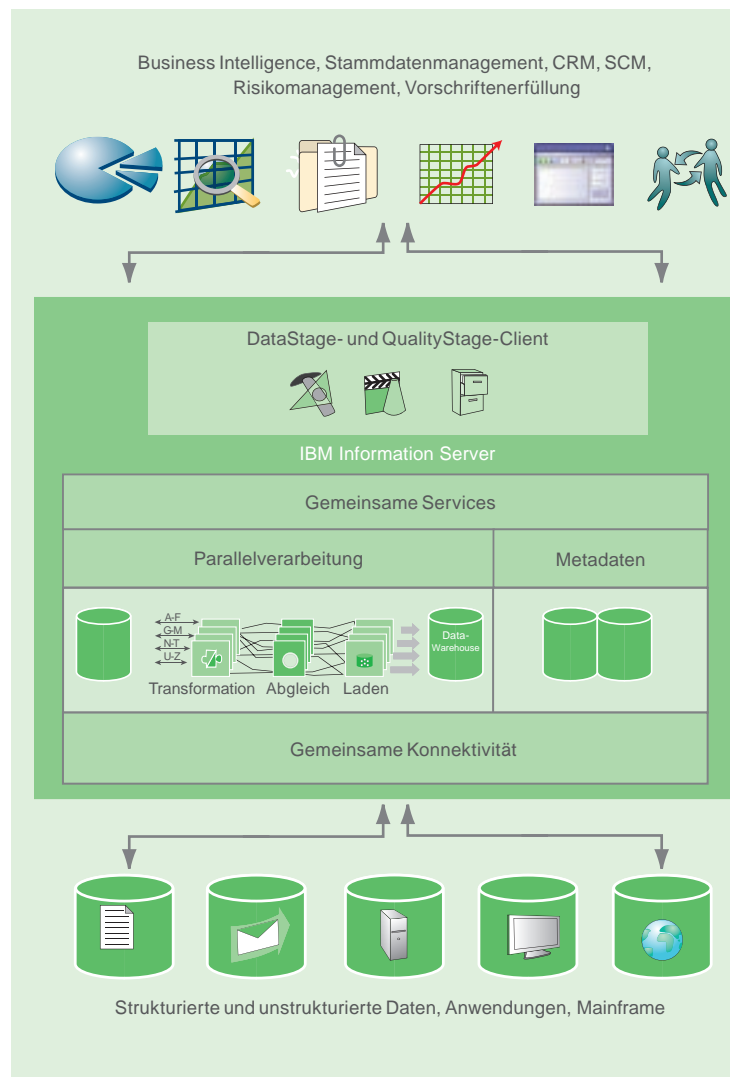 Business Intelligence, Stammdatenmanagement, CRM, SCM,
Risikomanagement, Vorschriftenerfüllung
DataStage- und QualityStage-Client
IBM Information Server
Gemeinsame Services
Parallelverarbeitung
Metadaten
A-F
G-M
N-T
U-Z
Data-
Warehouse
Transformation
Abgleich
Laden
Gemeinsame Konnektivität
Strukturierte und unstrukturierte Daten, Anwendungen, Mainframe